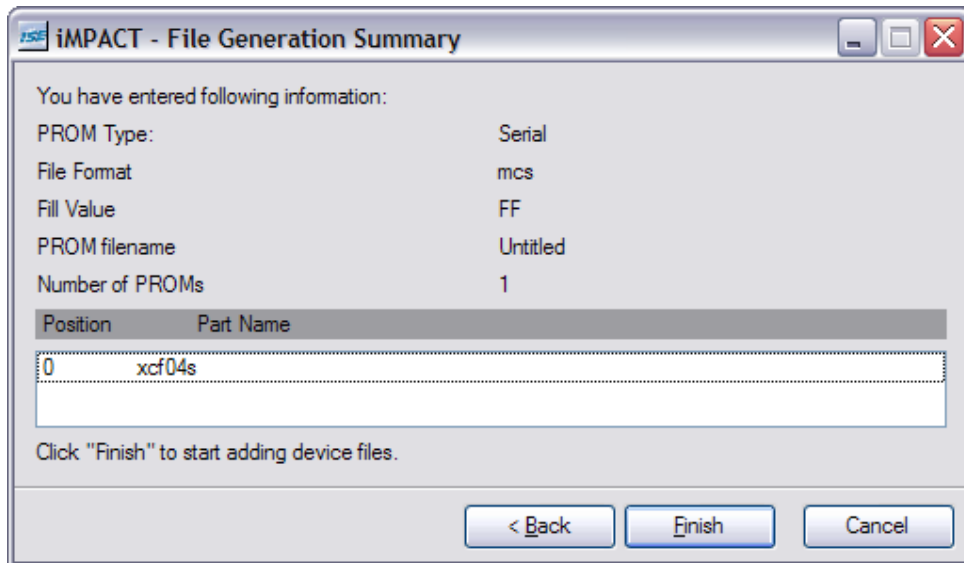 ISE iMPACT - File Generation Summary
You have entered following information:
PROM Type: Serial
File Format mcs
Fill Value FF
PROM filename Untitled
Number of PROMs 1
Position Part Name
0 xcf04s
Click "Finish" to start adding device files.
< Back Finish Cancel